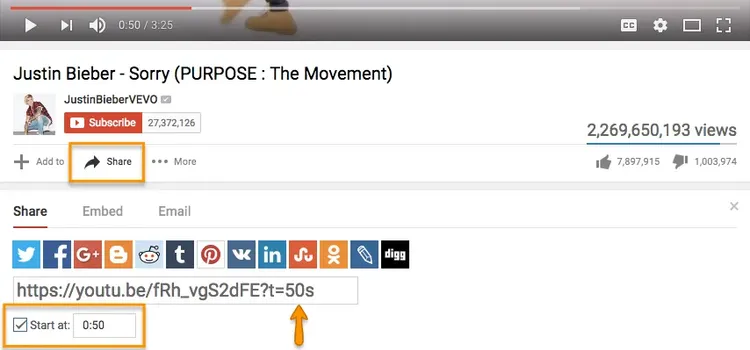 0:50 / 3:25
CC
Justin Bieber - Sorry (PURPOSE : The Movement)
JustinBieberVEVO
Subscribe 27,372,126
2,269,650,193 views
Add to Share More 7,897,915 1,003,974
Share Embed Email
f G+ t VK in digg
https://youtu.be/fRh_vgS2dFE?t=50s
Start at: 0:50